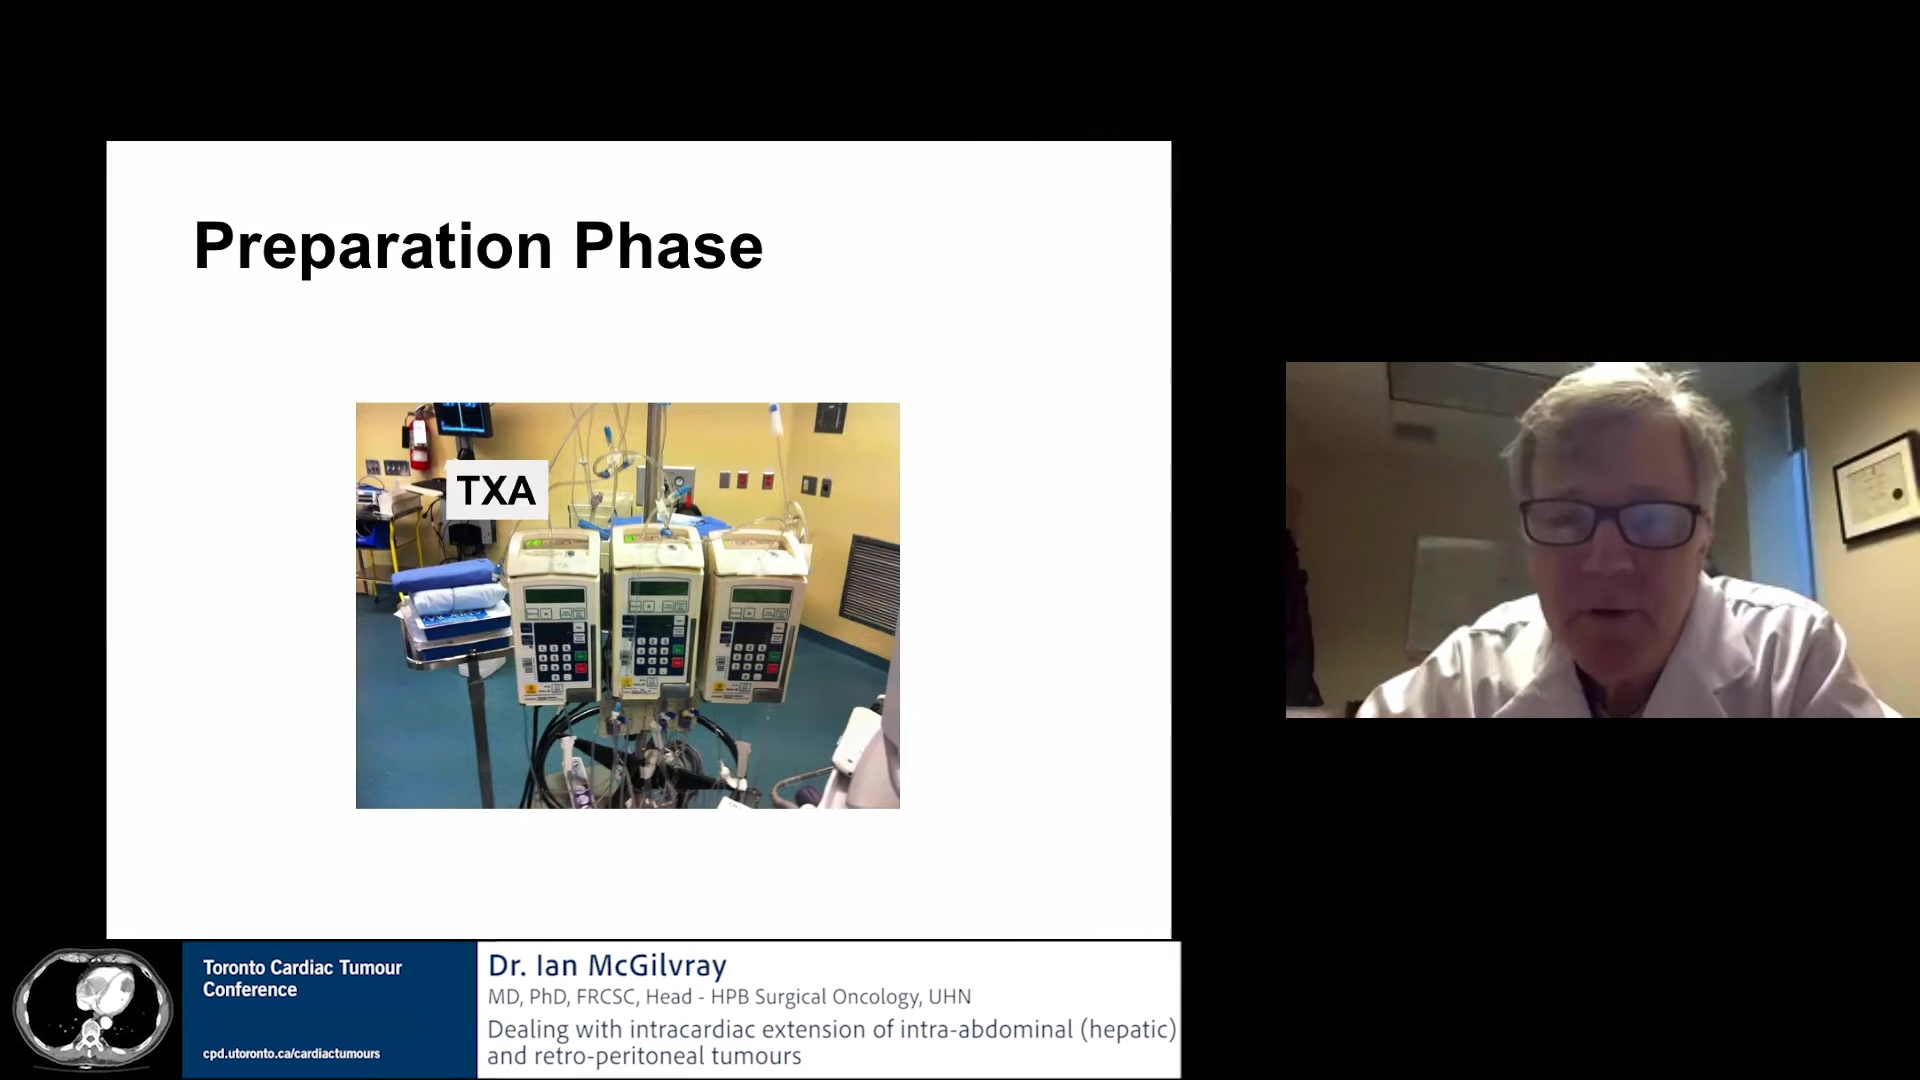 Preparation Phase
TXA
Toronto Cardiac Tumour
Conference
cpd.utoronto.ca/cardiactumours
Dr. Ian McGilvray
MD, PhD, FRCSC, Head - HPB Surgical Oncology, UHN
Dealing with intracardiac extension of intra-abdominal (hepatic)
and retro-peritoneal tumours